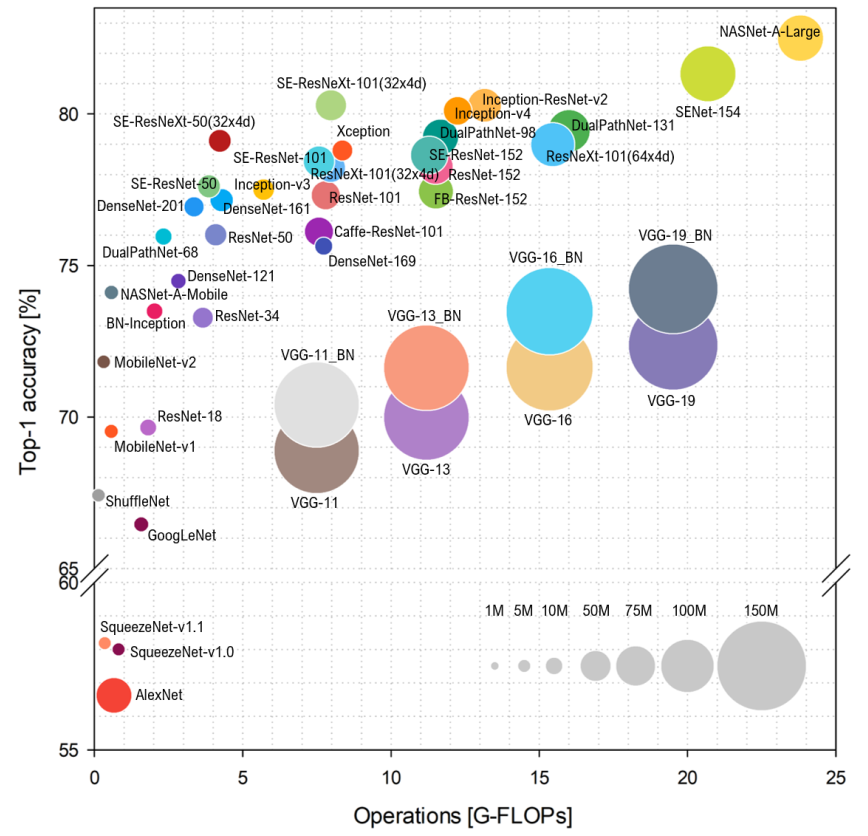 NASNet-A-Large
SE-ResNeXt-101(32x4d)
Inception-ResNet-v2
SENet-154
80
Inception-v4
SE-ResNeXt-50(32x4d)
Xception
DualPathNet-98
DualPathNet-131
SE-ResNet-101
SE-ResNet-152
ResNeXt-101(64x4d)
ResNeXt-101(32x4d)
ResNet-152
SE-ResNet-50
Inception-v3
ResNet-101
FB-ResNet-152
DenseNet-201
DenseNet-161
ResNet-50
Caffe-ResNet-101
VGG-19_BN
DualPathNet-68
DenseNet-169
VGG-16_BN
75
DenseNet-121
NASNet-A-Mobile
BN-Inception
ResNet-34
VGG-13_BN
MobileNet-v2
VGG-11_BN
VGG-19
70
ResNet-18
VGG-16
MobileNet-v1
VGG-13
ShuffleNet
VGG-11
GoogLeNet
65
60
1M 5M 10M 50M 75M 100M 150M
SqueezeNet-v1.1
SqueezeNet-v1.0
AlexNet
55
0 5 10 15 20 25
Operations [G-FLOPs]
Top-1 accuracy [%]